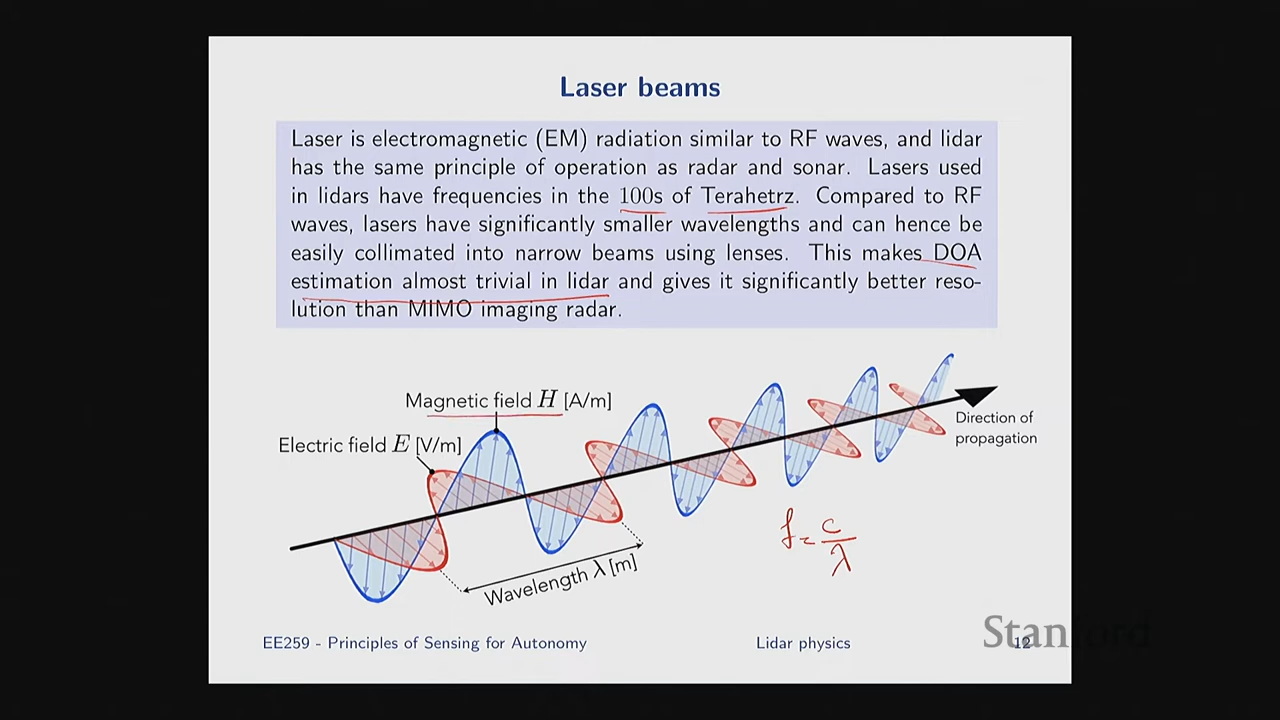 Laser beams
Laser is electromagnetic (EM) radiation similar to RF waves, and lidar
has the same principle of operation as radar and sonar. Lasers used
in lidars have frequencies in the 100s of Terahetrz. Compared to RF
waves, lasers have significantly smaller wavelengths and can hence be
easily collimated into narrow beams using lenses. This makes DOA
estimation almost trivial in lidar and gives it significantly better reso-
lution than MIMO imaging radar.
Magnetic field H [A/m]
Electric field E [V/m]
Direction of
propagation
f = c/λ
Wavelength λ [m]
EE259 - Principles of Sensing for Autonomy
Lidar physics
12
Stanford